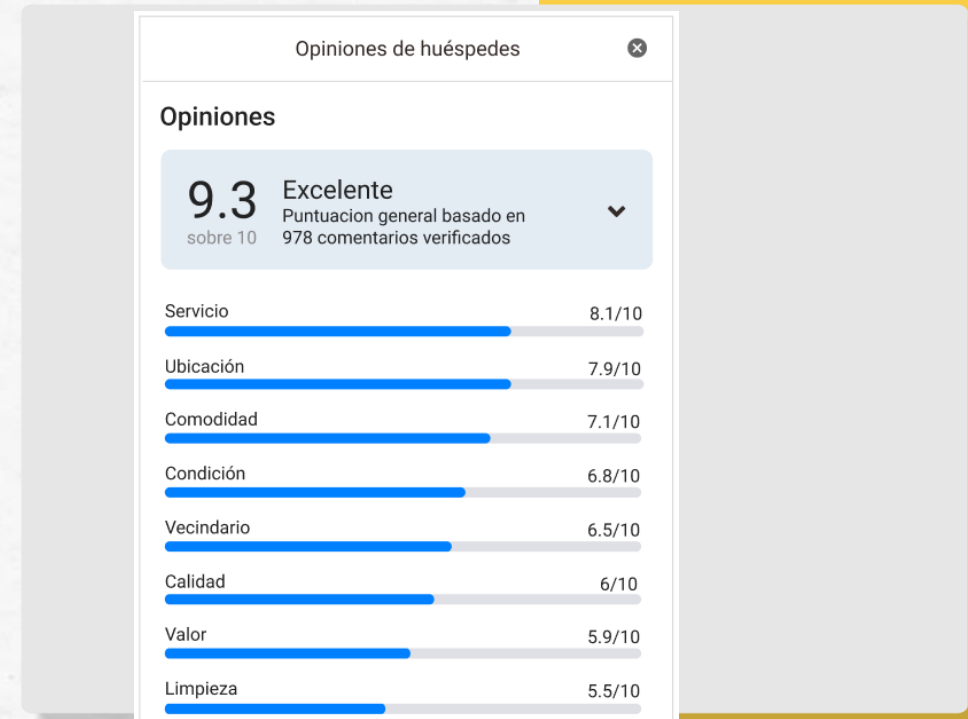 Opiniones de huéspedes
Opiniones
9.3
sobre 10
Excelente
Puntuacion general basado en
978 comentarios verificados
Servicio 8.1/10
Ubicación 7.9/10
Comodidad 7.1/10
Condición 6.8/10
Vecindario 6.5/10
Calidad 6/10
Valor 5.9/10
Limpieza 5.5/10